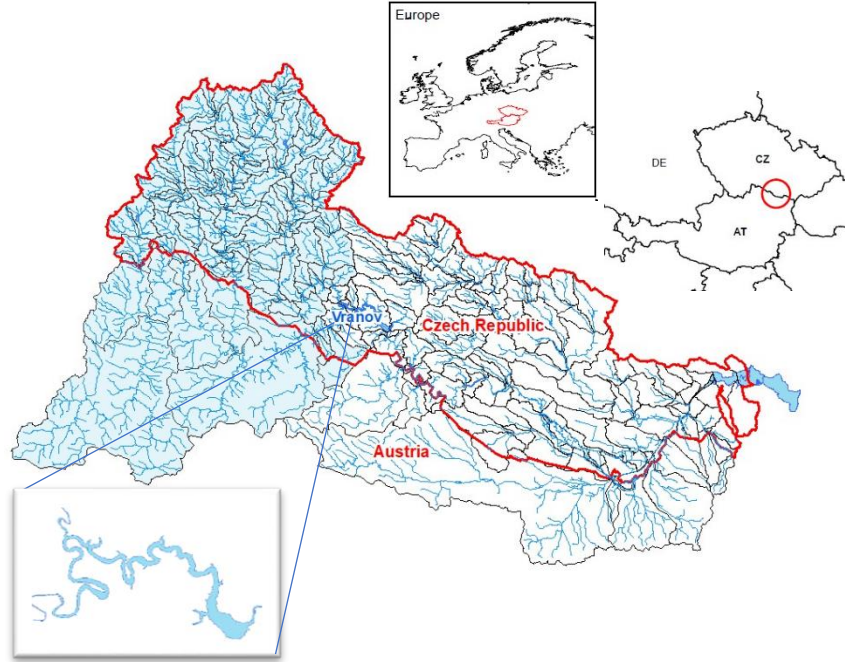 Europe
DE
CZ
AT
Vranov
Czech Republic
Austria